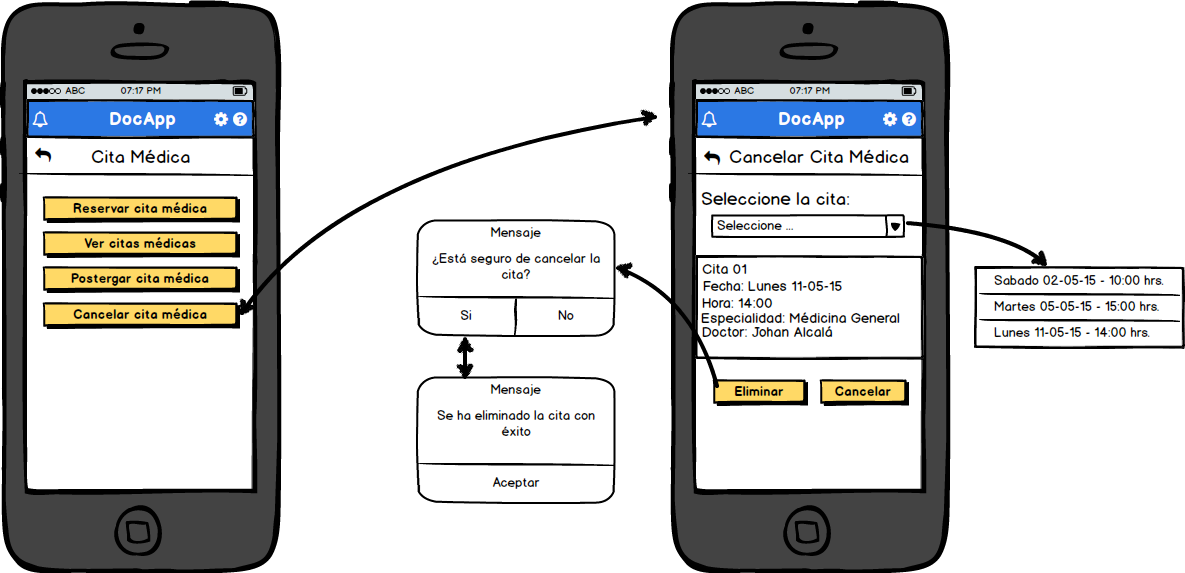 ABC 07:17 PM
DocApp
Cita Médica
Reservar cita médica
Ver citas médicas
Postergar cita médica
Cancelar cita médica
Mensaje
¿Está seguro de cancelar la
cita?
Si No
Mensaje
Se ha eliminado la cita con
éxito
Aceptar
ABC 07:17 PM
DocApp
Cancelar Cita Médica
Seleccione la cita:
Seleccione ...
Cita 01
Fecha: Lunes 11-05-15
Hora: 14:00
Especialidad: Médicina General
Doctor: Johan Alcalá
Eliminar Cancelar
Sabado 02-05-15 - 10:00 hrs.
Martes 05-05-15 - 15:00 hrs.
Lunes 11-05-15 - 14:00 hrs.